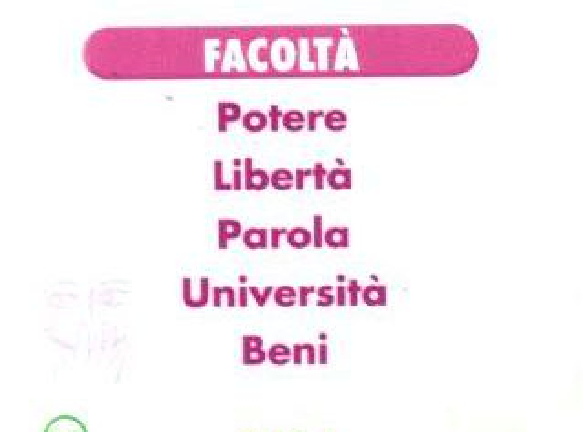 FACOLTÀ
Potere
Libertà
Parola
Università
Beni